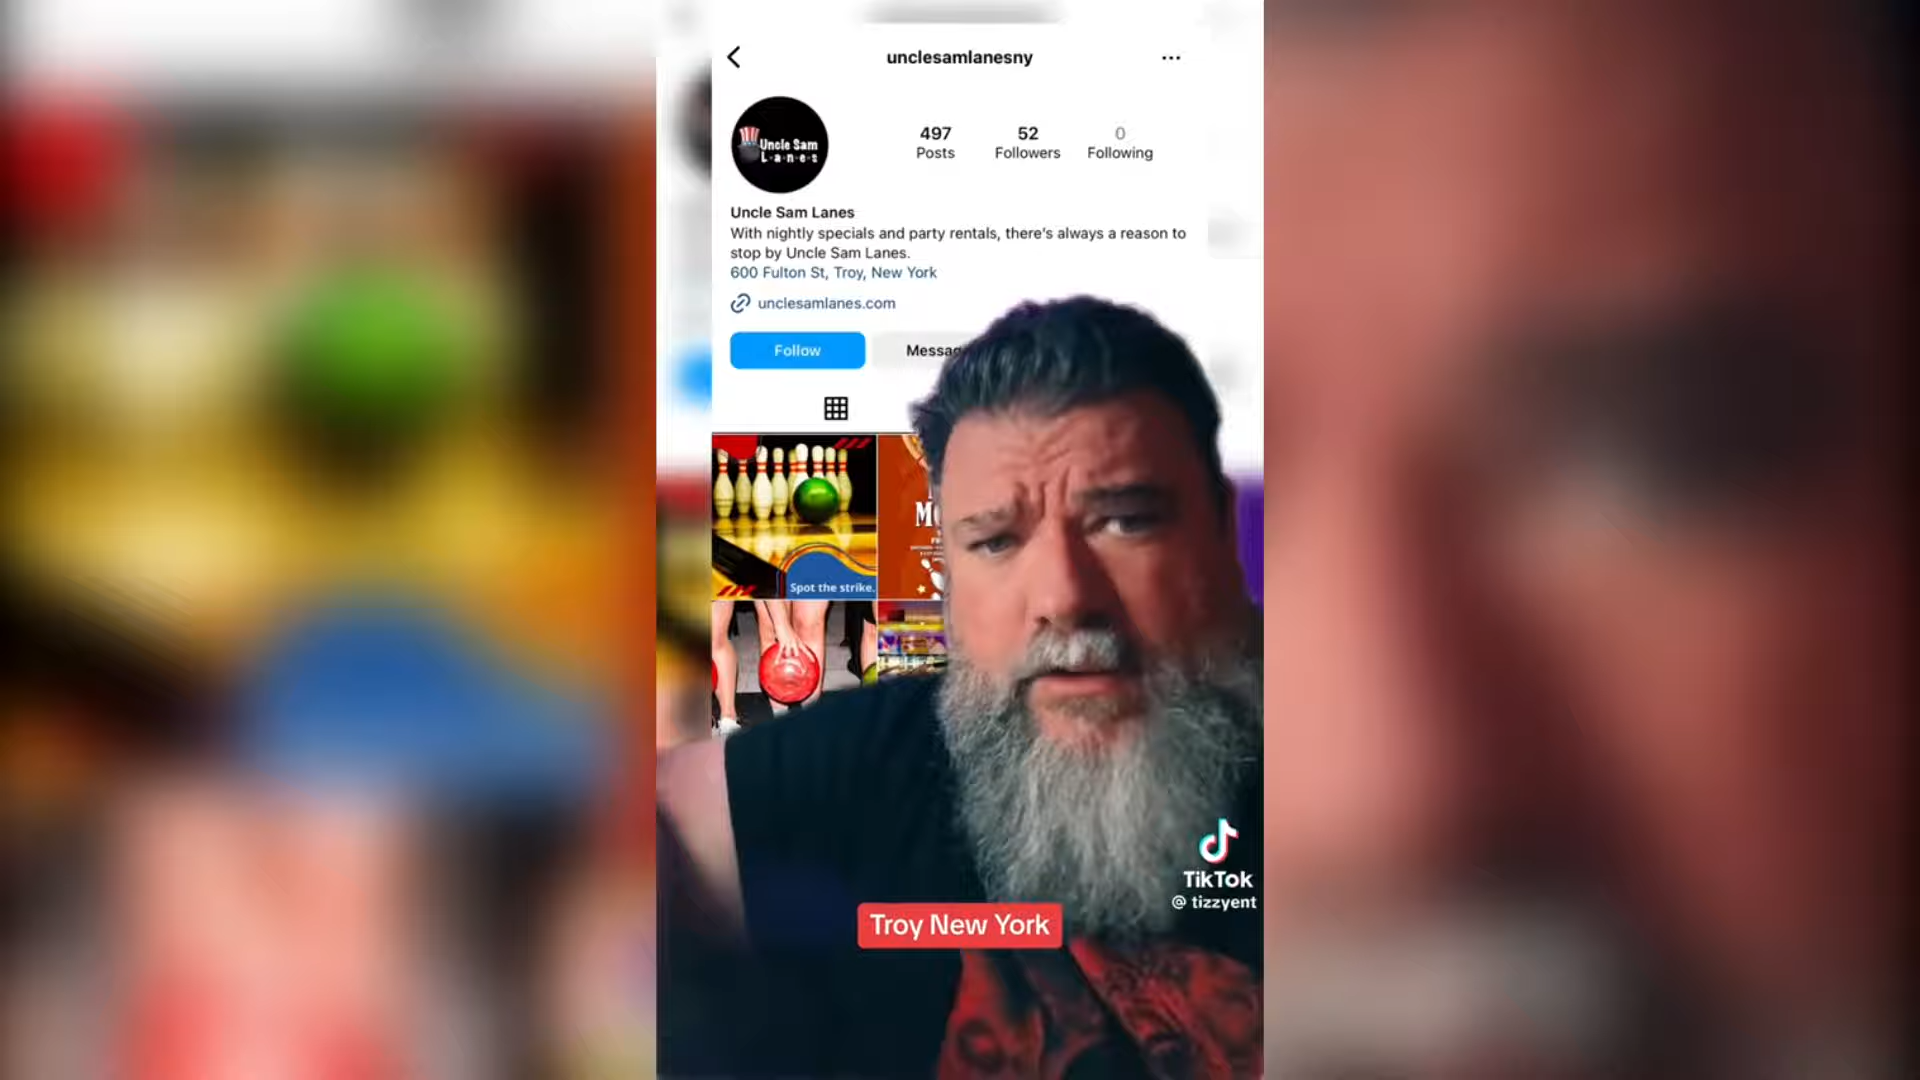 unclesamlanesny
Uncle Sam
L-a-n-e-s
497
Posts
52
Followers
0
Following
Uncle Sam Lanes
With nightly specials and party rentals, there's always a reason to
stop by Uncle Sam Lanes.
600 Fulton St, Troy, New York
unclesamlanes.com
Follow
Messag
Spot the strike.
TikTok
@ tizzyent
Troy New York